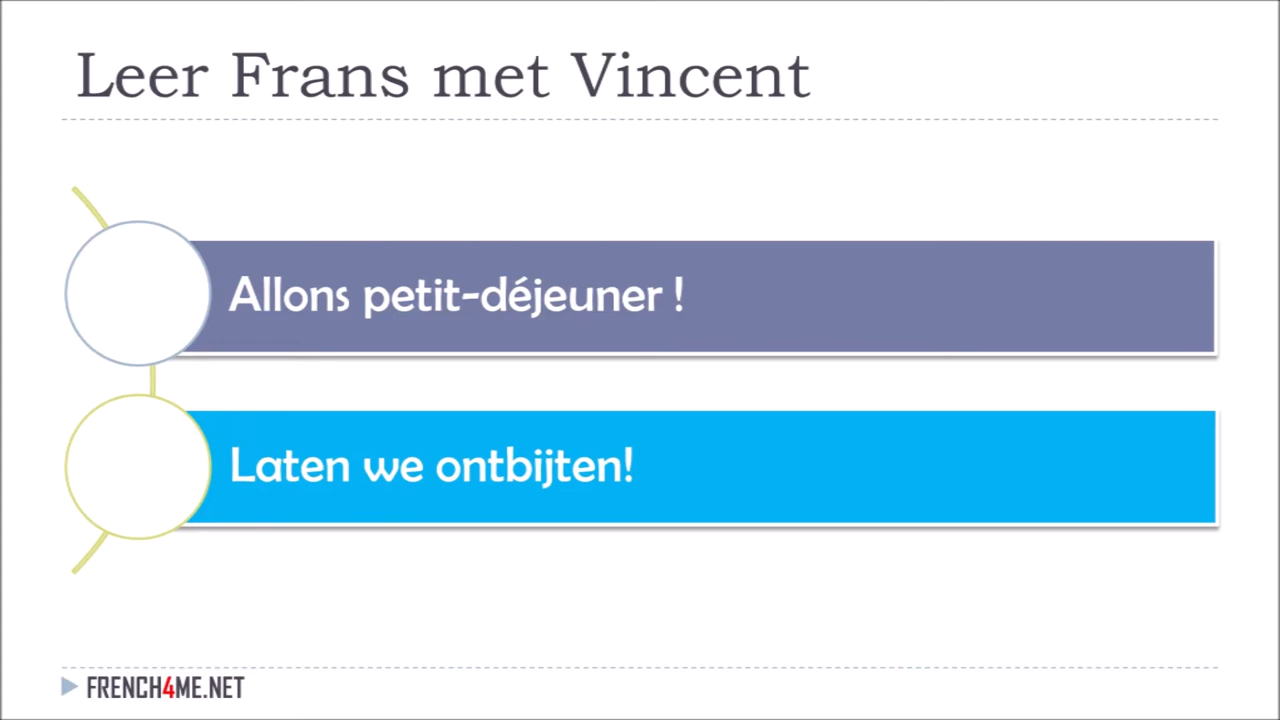 Leer Frans met Vincent
Allons petit-déjeuner !
Laten we ontbijten!
FRENCH4ME.NET